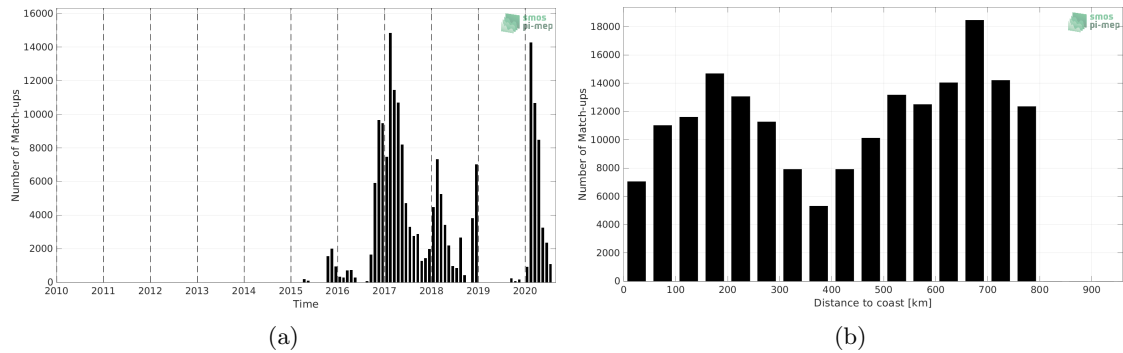 16000
14000
12000
10000
8000
6000
4000
2000
0
Number of Match-ups
2010 2011 2012 2013 2014 2015 2016 2017 2018 2019 2020
Time
smos
pi-mep
(a)
18000
16000
14000
12000
10000
8000
6000
4000
2000
0
Number of Match-ups
0 100 200 300 400 500 600 700 800 900
Distance to coast [km]
smos
pi-mep
(b)